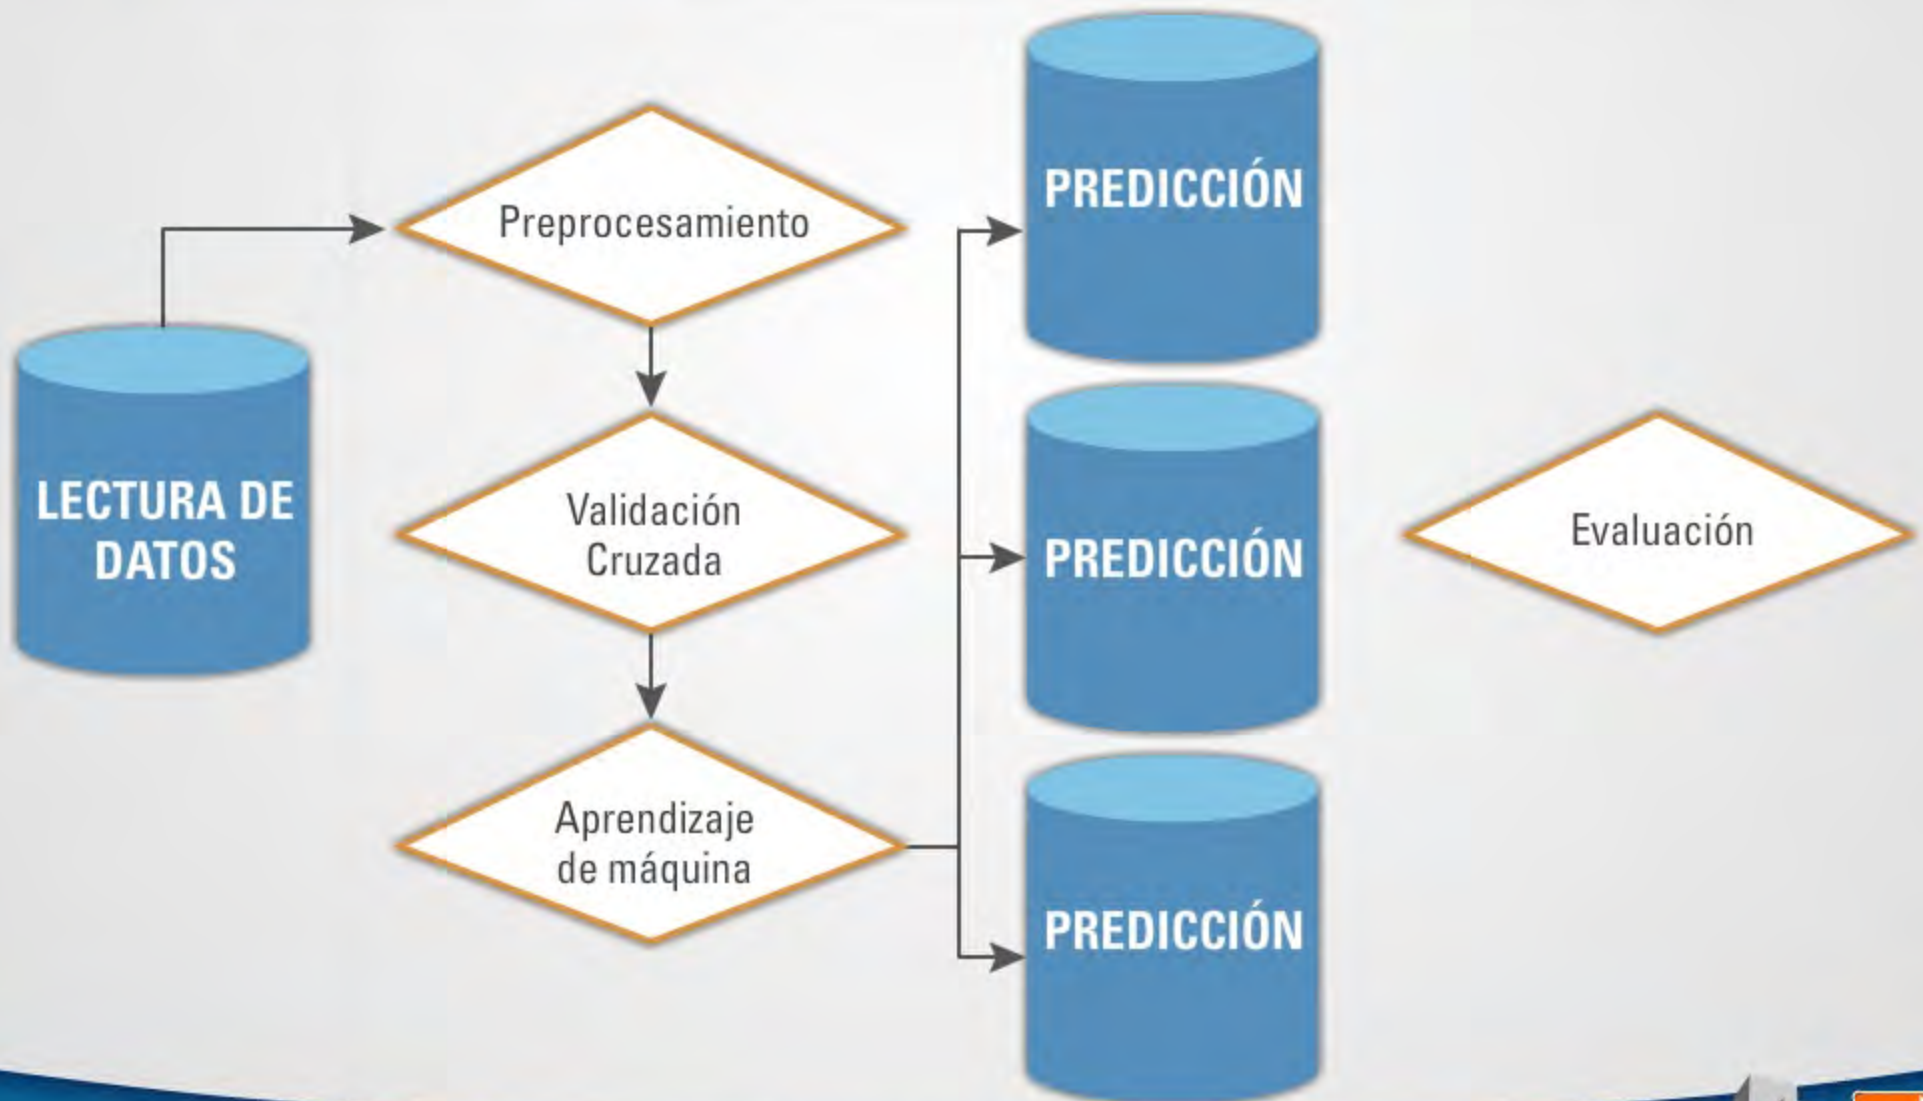 Preprocesamiento
LECTURA DE
DATOS
Validación
Cruzada
Aprendizaje
de máquina
PREDICCIÓN
PREDICCIÓN
PREDICCIÓN
Evaluación